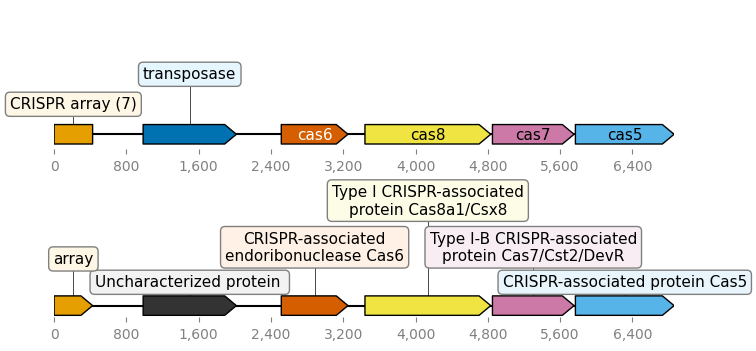 transposase
CRISPR array (7)
cas6
cas8
cas7
cas5
0 800 1,600 2,400 3,200 4,000 4,800 5,600 6,400
Type I CRISPR-associated
protein Cas8a1/Csx8
CRISPR-associated
endoribonuclease Cas6
Type I-B CRISPR-associated
protein Cas7/Cst2/DevR
array
Uncharacterized protein
CRISPR-associated protein Cas5
0 800 1,600 2,400 3,200 4,000 4,800 5,600 6,400